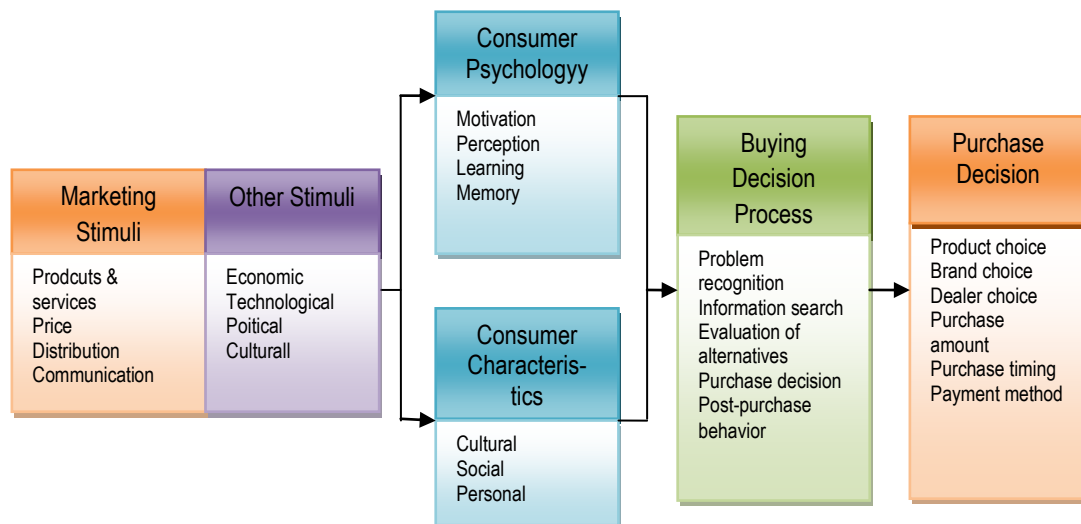 Marketing
Stimuli
Prodcuts &
services
Price
Distribution
Communication
Other Stimuli
Economic
Technological
Poitical
Culturall
Consumer
Psychologyy
Motivation
Perception
Learning
Memory
Consumer
Characteris-
tics
Cultural
Social
Personal
Buying
Decision
Process
Problem
recognition
Information search
Evaluation of
alternatives
Purchase decision
Post-purchase
behavior
Purchase
Decision
Product choice
Brand choice
Dealer choice
Purchase
amount
Purchase timing
Payment method